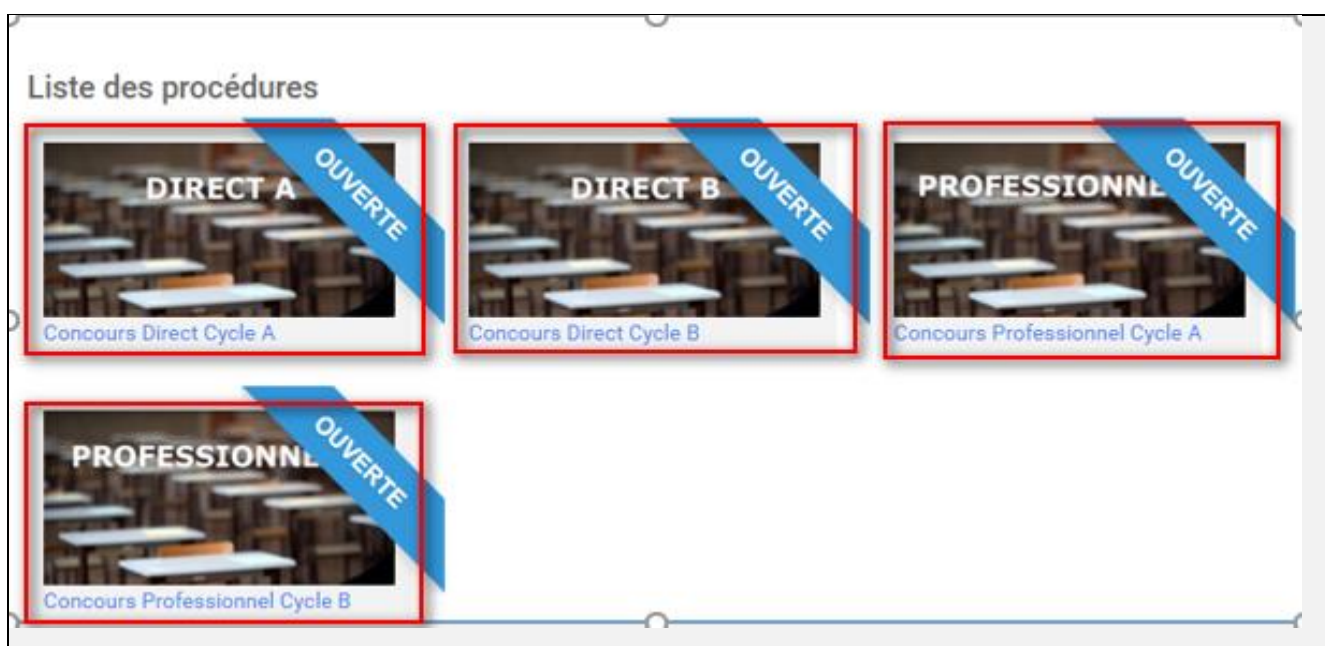 Liste des procédures
DIRECT A
OUVERTE
Concours Direct Cycle A
DIRECT B
OUVERTE
Concours Direct Cycle B
PROFESSIONNE
OUVERTE
Concours Professionnel Cycle A
PROFESSIONNE
OUVERTE
Concours Professionnel Cycle B